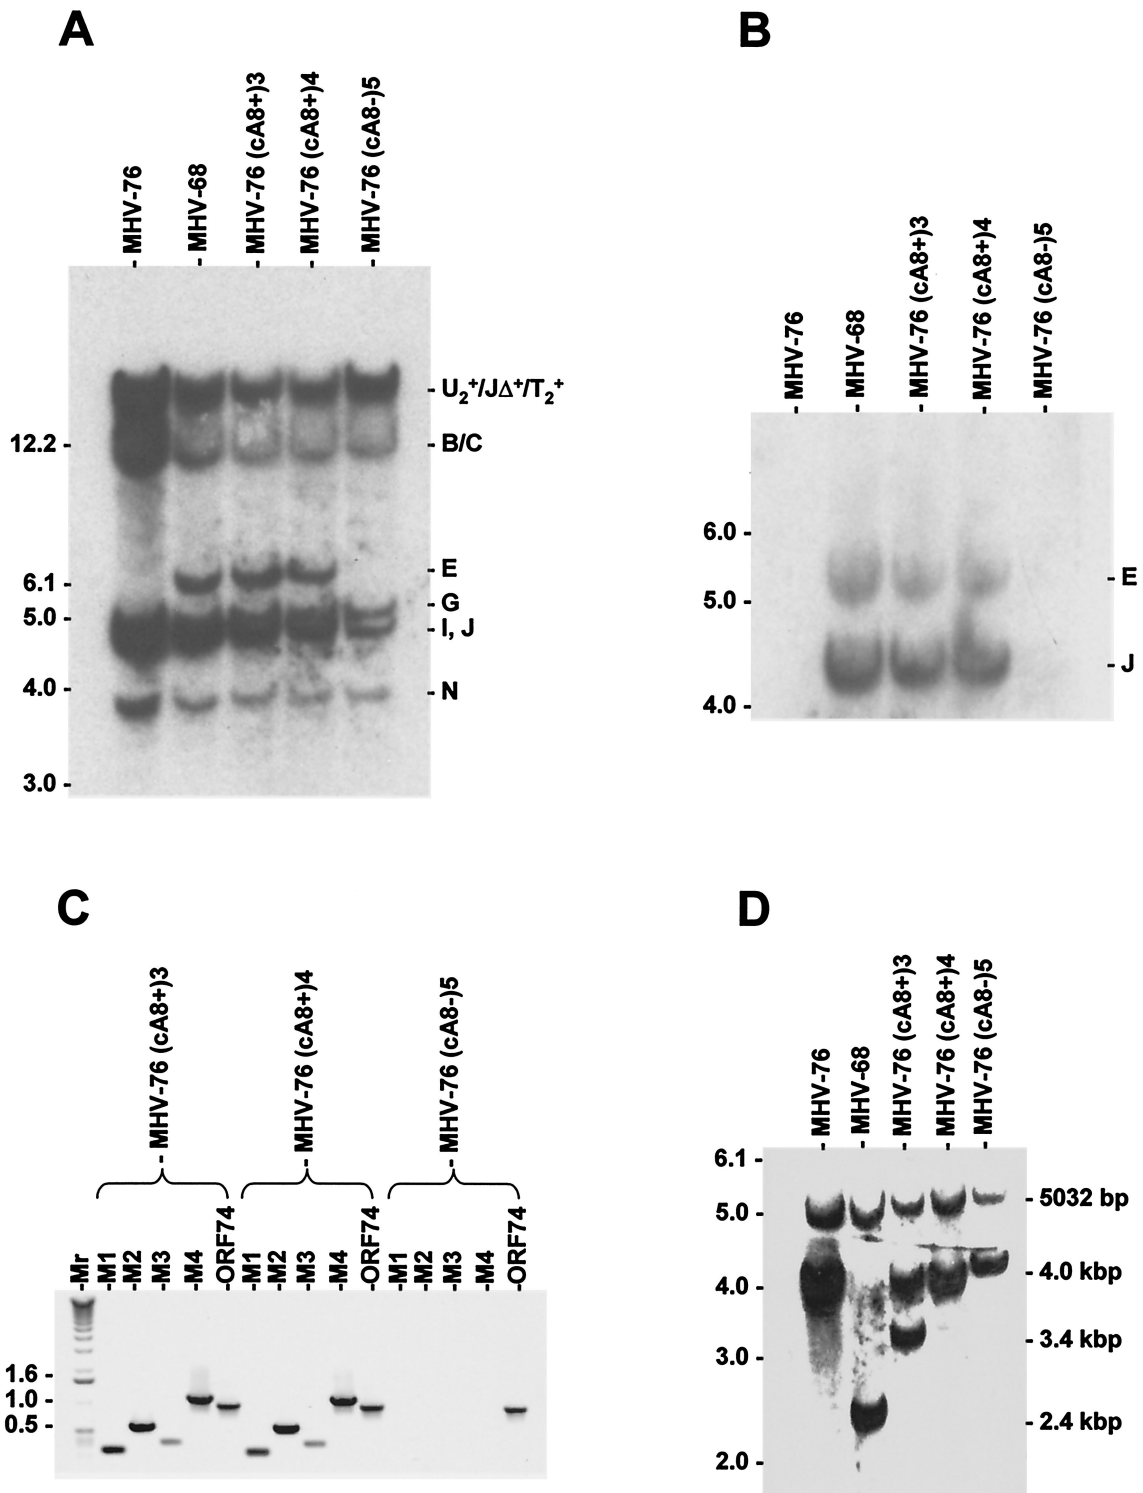 A
MHV-76
MHV-68
MHV-76 (cA8+)3
MHV-76 (cA8+)4
MHV-76 (cA8-)5
12.2
6.1
5.0
4.0
3.0
U₂⁺/JΔ⁺/T₂⁺
B/C
E
G
I, J
N
B
MHV-76
MHV-68
MHV-76 (cA8+)3
MHV-76 (cA8+)4
MHV-76 (cA8-)5
6.0
5.0
4.0
E
J
C
MHV-76 (cA8+)3
MHV-76 (cA8+)4
MHV-76 (cA8-)5
Mr
M1
M2
M3
M4
ORF74
M1
M2
M3
M4
ORF74
M1
M2
M3
M4
ORF74
1.6
1.0
0.5
D
MHV-76
MHV-68
MHV-76 (cA8+)3
MHV-76 (cA8+)4
MHV-76 (cA8-)5
6.1
5.0
4.0
3.0
2.0
5032 bp
4.0 kbp
3.4 kbp
2.4 kbp